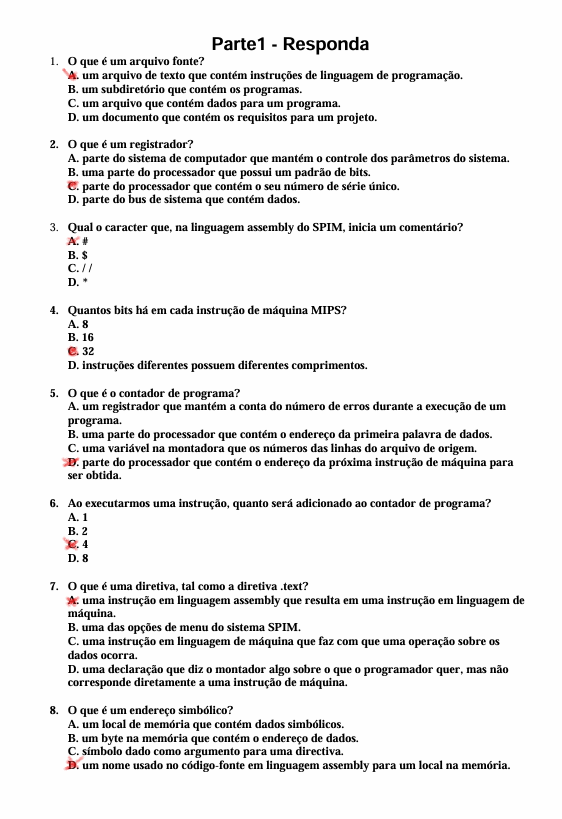 Parte1 - Responda
1. O que é um arquivo fonte?
A. um arquivo de texto que contém instruções de linguagem de programação.
B. um subdiretório que contém os programas.
C. um arquivo que contém dados para um programa.
D. um documento que contém os requisitos para um projeto.
2. O que é um registrador?
A. parte do sistema de computador que mantém o controle dos parâmetros do sistema.
B. uma parte do processador que possui um padrão de bits.
C. parte do processador que contém o seu número de série único.
D. parte do bus de sistema que contém dados.
3. Qual o caracter que, na linguagem assembly do SPIM, inicia um comentário?
A. #
B. $
C. / /
D. *
4. Quantos bits há em cada instrução de máquina MIPS?
A. 8
B. 16
C. 32
D. instruções diferentes possuem diferentes comprimentos.
5. O que é o contador de programa?
A. um registrador que mantém a conta do número de erros durante a execução de um
programa.
B. uma parte do processador que contém o endereço da primeira palavra de dados.
C. uma variável na montadora que os números das linhas do arquivo de origem.
D. parte do processador que contém o endereço da próxima instrução de máquina para
ser obtida.
6. Ao executarmos uma instrução, quanto será adicionado ao contador de programa?
A. 1
B. 2
C. 4
D. 8
7. O que é uma diretiva, tal como a diretiva .text?
A. uma instrução em linguagem assembly que resulta em uma instrução em linguagem de
máquina.
B. uma das opções de menu do sistema SPIM.
C. uma instrução em linguagem de máquina que faz com que uma operação sobre os
dados ocorra.
D. uma declaração que diz o montador algo sobre o que o programador quer, mas não
corresponde diretamente a uma instrução de máquina.
8. O que é um endereço simbólico?
A. um local de memória que contém dados simbólicos.
B. um byte na memória que contém o endereço de dados.
C. símbolo dado como argumento para uma directiva.
D. um nome usado no código-fonte em linguagem assembly para um local na memória.